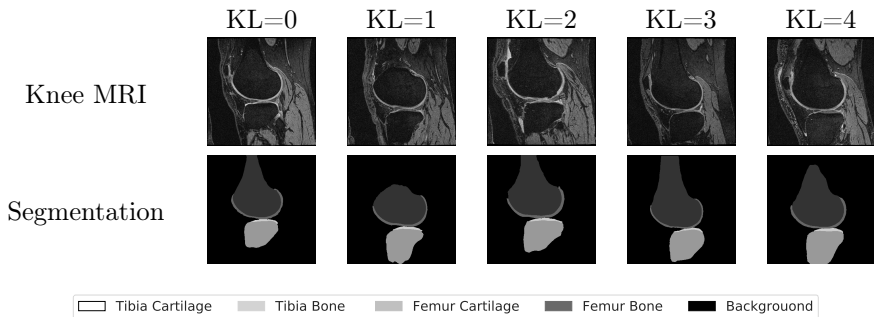 KL=0 KL=1 KL=2 KL=3 KL=4
Knee MRI
Segmentation
Tibia Cartilage Tibia Bone Femur Cartilage Femur Bone Backgrouond